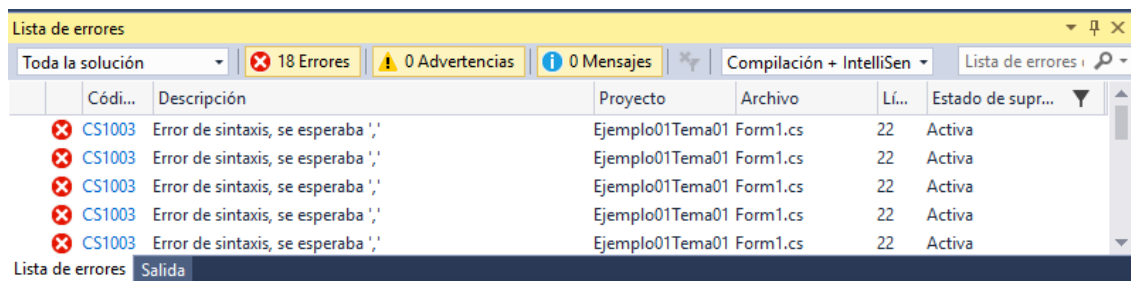 Lista de errores
Toda la solución 18 Errores 0 Advertencias 0 Mensajes Compilación + IntelliSen Lista de errores
Códi... Descripción Proyecto Archivo Lí... Estado de supr...
CS1003 Error de sintaxis, se esperaba ',' Ejemplo01Tema01 Form1.cs 22 Activa
CS1003 Error de sintaxis, se esperaba ',' Ejemplo01Tema01 Form1.cs 22 Activa
CS1003 Error de sintaxis, se esperaba ',' Ejemplo01Tema01 Form1.cs 22 Activa
CS1003 Error de sintaxis, se esperaba ',' Ejemplo01Tema01 Form1.cs 22 Activa
CS1003 Error de sintaxis, se esperaba ',' Ejemplo01Tema01 Form1.cs 22 Activa
Lista de errores Salida